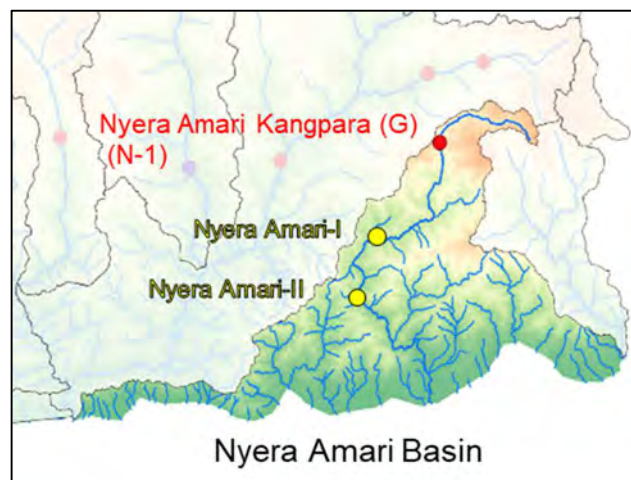 Nyera Amari Kangpara (G)
(N-1)
Nyera Amari-I
Nyera Amari-II
Nyera Amari Basin